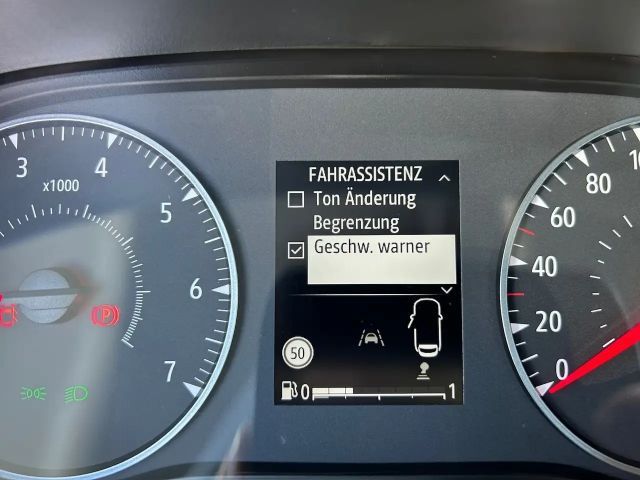 FAHRASSISTENZ
Ton Änderung
Begrenzung
Geschw. warner
50
0 1
3
4
x1000
5
6
7
P
10
80
60
40
20
0